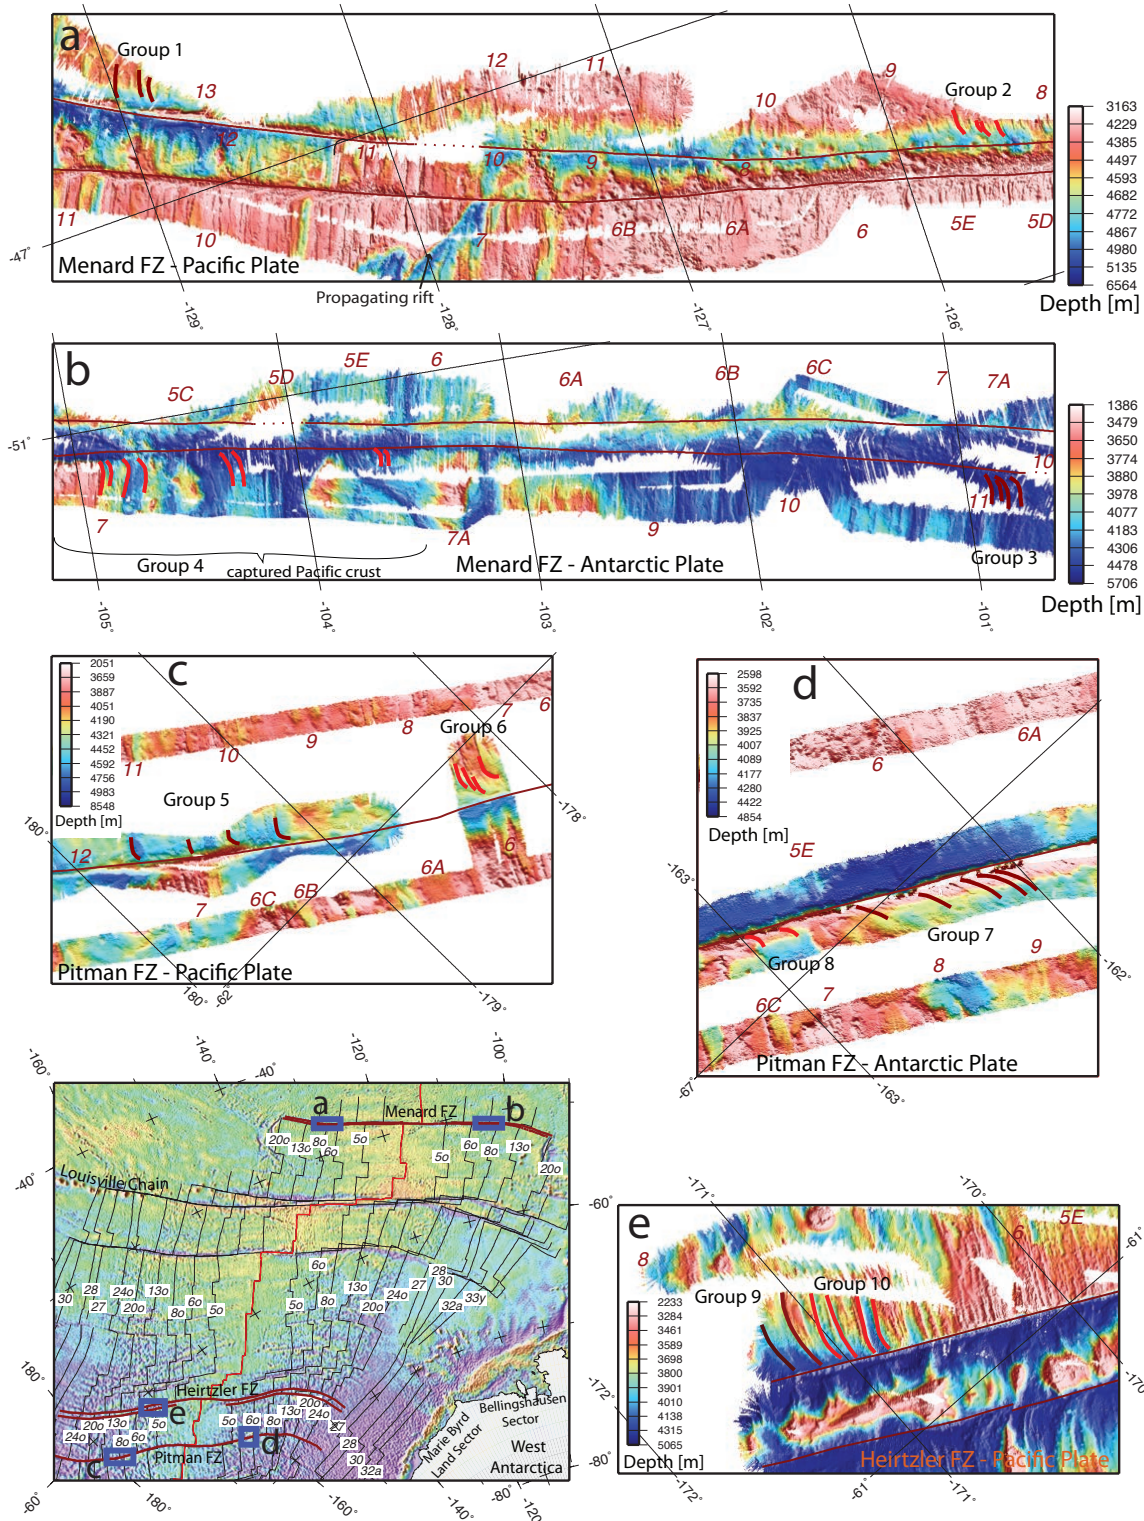 a
Group 1
13
12
11
12
11
10
9
10
9
8
Group 2
8
11
10
7
6B
6A
6
5E
5D
Menard FZ - Pacific Plate
Propagating rift
-47°
-129°
-128°
-127°
-126°
3163
4229
4385
4497
4593
4682
4772
4867
4980
5135
6564
Depth [m]
b
5C
5D
5E
6
6A
6B
6C
7
7A
-51°
7
7A
9
10
11
10
Group 4
captured Pacific crust
Menard FZ - Antarctic Plate
Group 3
-105°
-104°
-103°
-102°
-101°
1386
3479
3650
3774
3880
3978
4077
4183
4306
4478
5706
Depth [m]
c
2051
3659
3887
4051
4190
4321
4452
4592
4756
4983
8548
Depth [m]
11
10
9
8
7
6
Group 6
Group 5
180°
-178°
12
7
6C
6B
6A
6
Pitman FZ - Pacific Plate
180°
-62°
-179°
d
2598
3592
3735
3837
3925
4007
4089
4177
4280
4422
4854
Depth [m]
6
6A
5E
-163°
Group 7
Group 8
6C
7
8
9
-162°
Pitman FZ - Antarctic Plate
-67°
-163°
-160°
-140°
-40°
-120°
-100°
a
b
Menard FZ
20o
13o
8o
6o
5o
5o
6o
8o
13o
20o
Louisville Chain
-40°
-60°
6o
30
28
27
24o
20o
13o
8o
6o
5o
5o
8o
13o
20o
24o
27
28
30
32a
33y
180°
Heirtzler FZ
e
24o
20o
13o
8o
6o
5o
5o
6o
8o
13o
20o
24o
27
28
30
32a
d
c
Pitman FZ
Bellingshausen
Sector
Marie Byrd
Land Sector
West
Antarctica
-60°
180°
-160°
-140°
-120°
-80°
-80°
e
-171°
-170°
8
6
5E
-61°
Group 10
Group 9
2233
3284
3461
3589
3698
3800
3901
4010
4138
4315
5065
Depth [m]
-172°
-170°
Heirtzler FZ - Pacific Plate
-172°
-61°
-171°